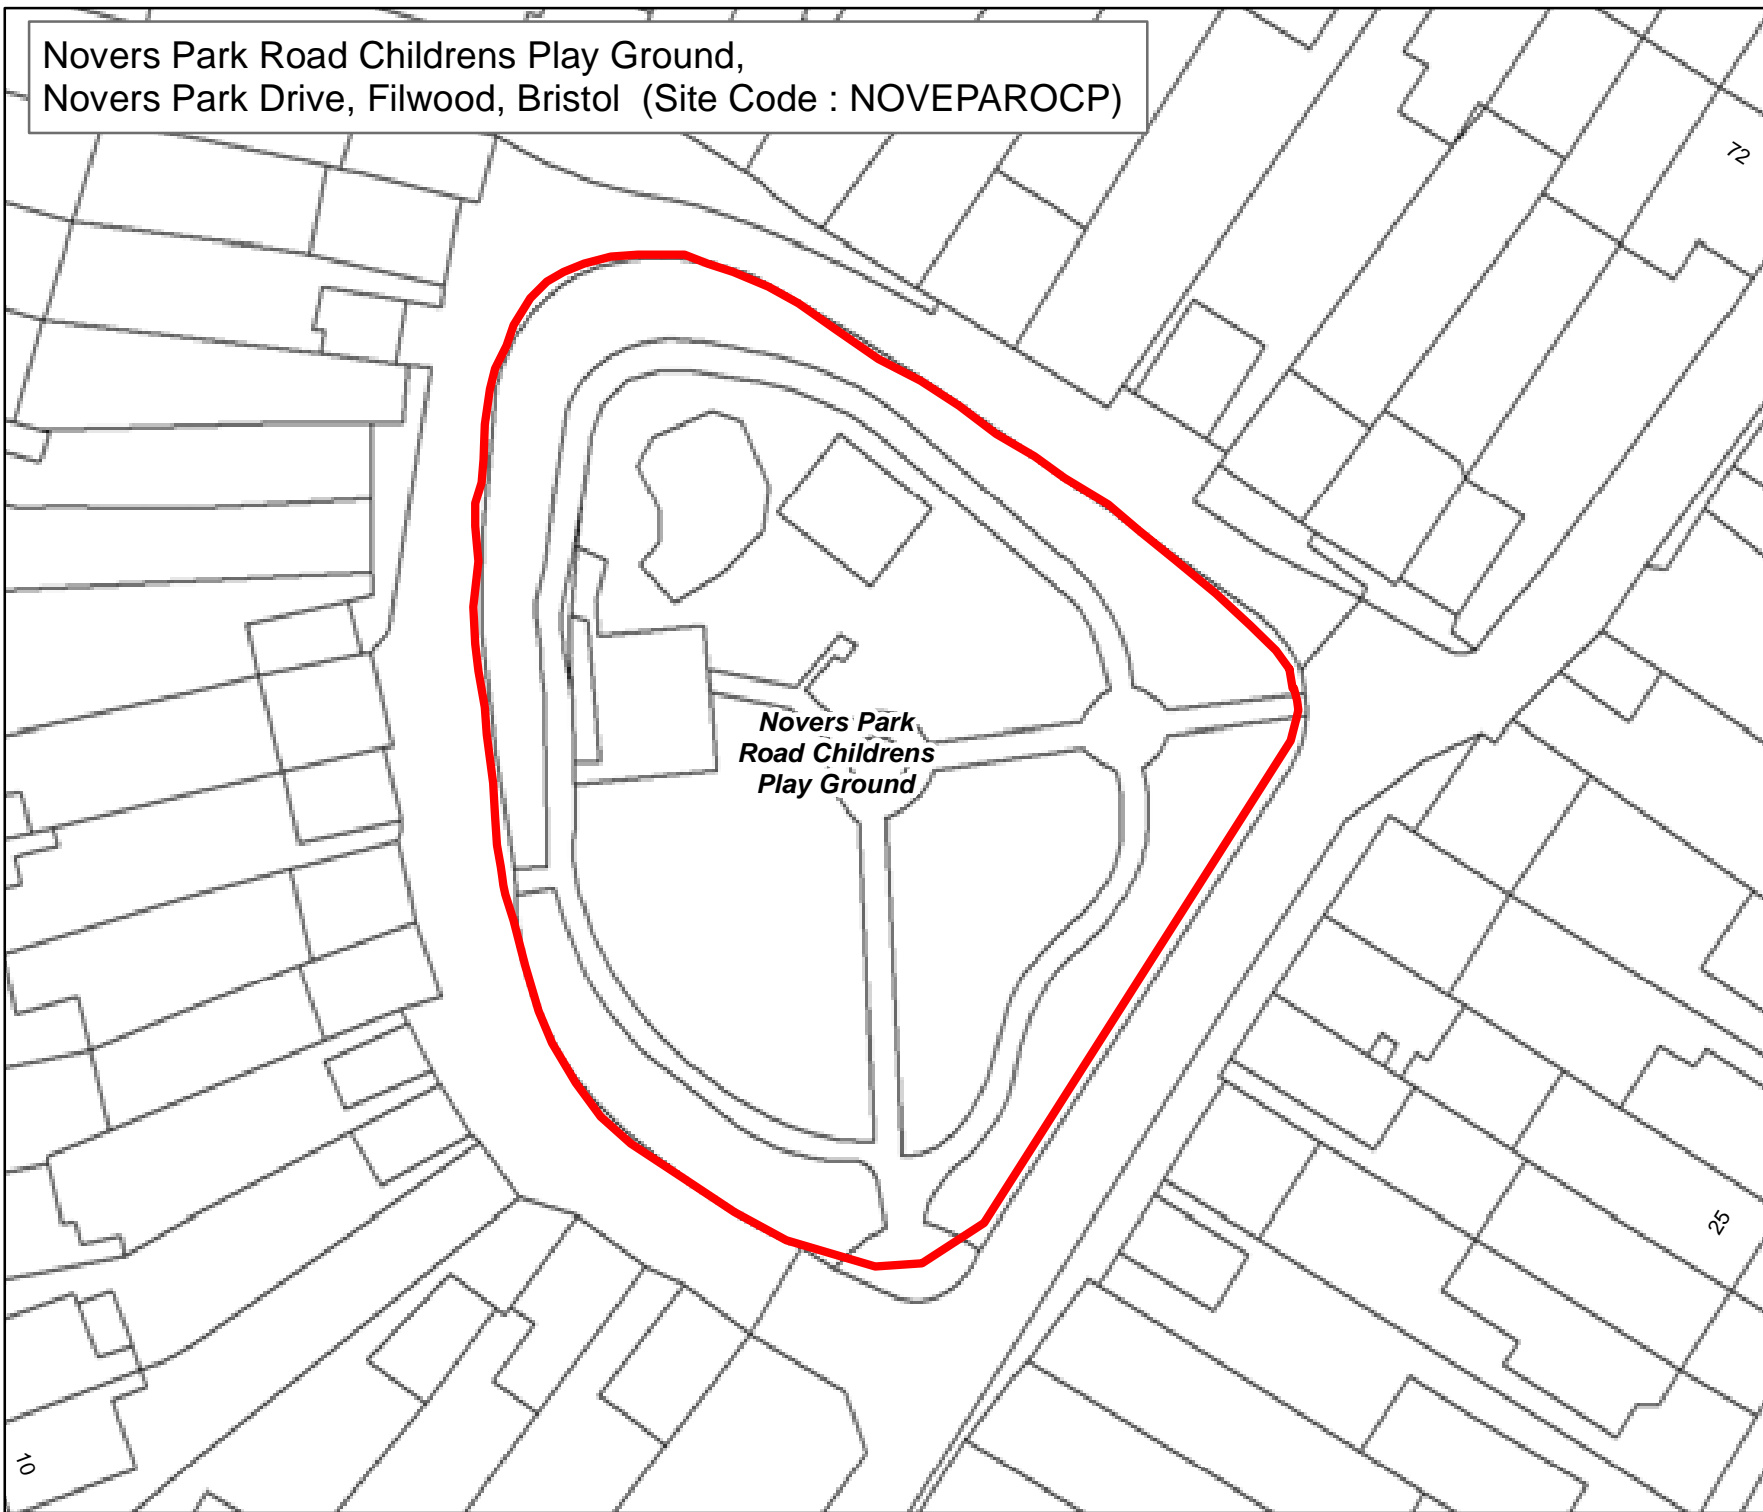 Novers Park Road Childrens Play Ground,
Novers Park Drive, Filwood, Bristol (Site Code : NOVEPAROCP)
72
Novers Park
Road Childrens
Play Ground
25
10